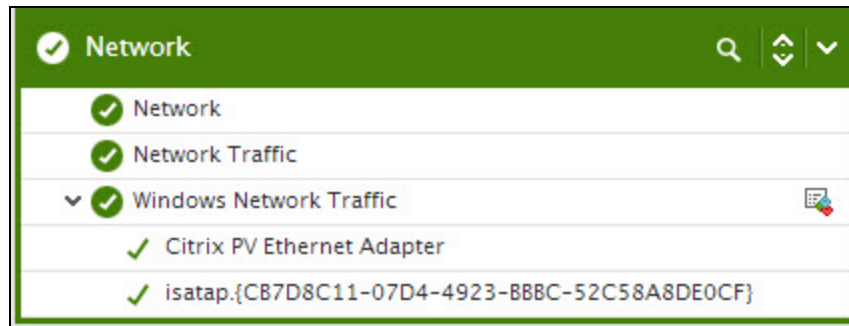 Network
Network
Network Traffic
Windows Network Traffic
Citrix PV Ethernet Adapter
isatap.{CB7D8C11-07D4-4923-BBBC-52C58A8DE0CF}